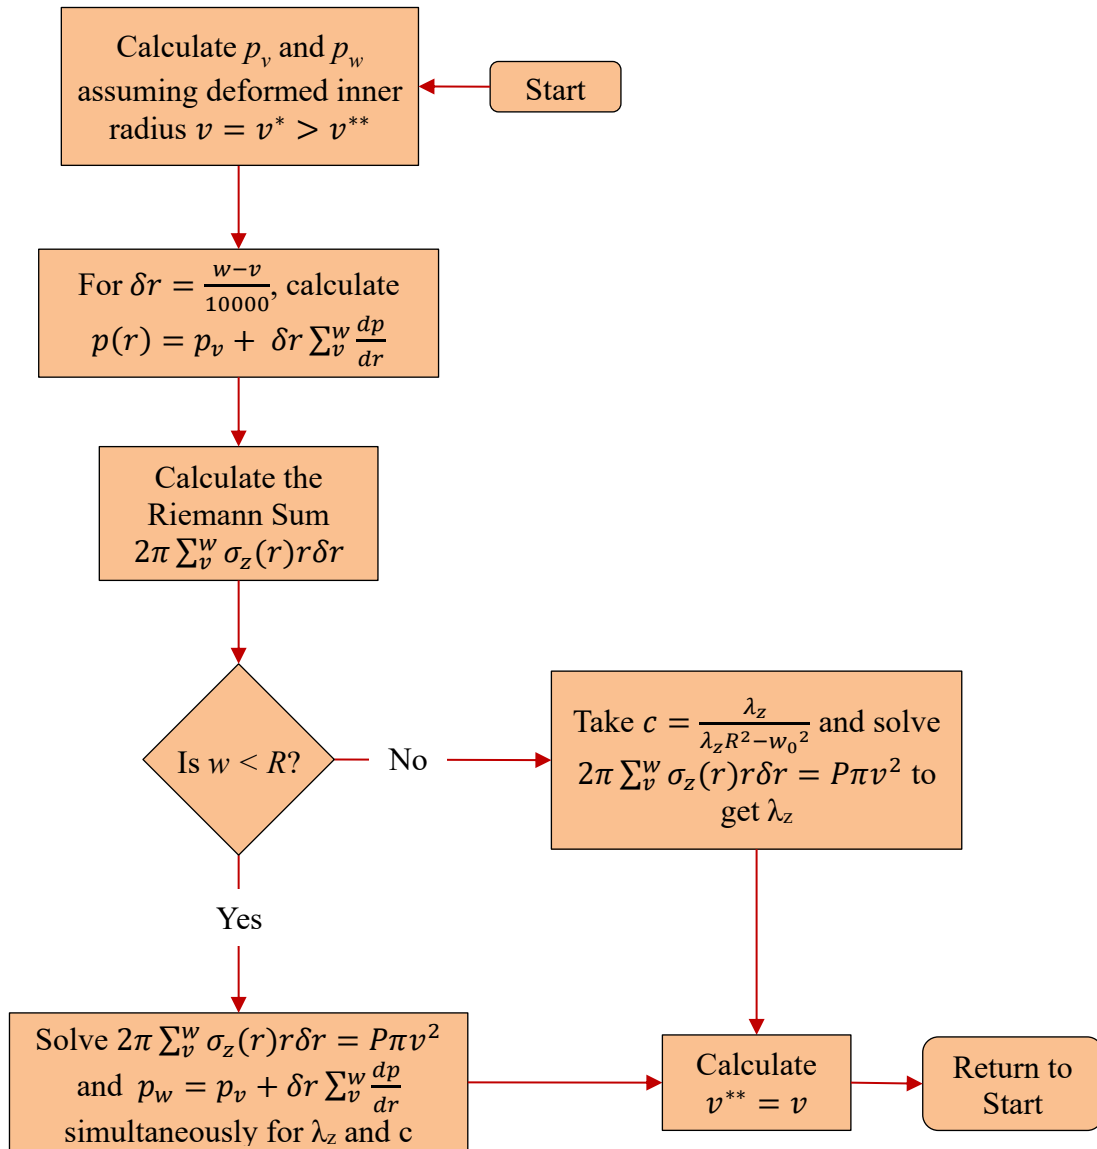 Start
Calculate p_v and p_w
assuming deformed inner
radius v = v* > v**
For δr = (w−v)/10000, calculate
p(r) = p_v + δr ∑_v^w dp/dr
Calculate the
Riemann Sum
2π ∑_v^w σ_z(r)rδr
Is w < R?
No
Take c = λ_z/(λ_z R² − w₀²) and solve
2π ∑_v^w σ_z(r)rδr = Pπv² to
get λ_z
Yes
Solve 2π ∑_v^w σ_z(r)rδr = Pπv²
and p_w = p_v + δr ∑_v^w dp/dr
simultaneously for λ_z and c
Calculate
v** = v
Return to
Start